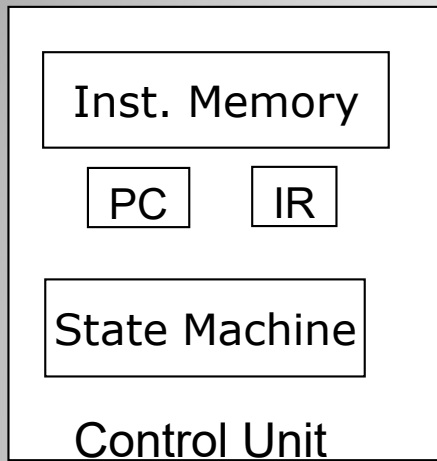 Inst. Memory
PC IR
State Machine
Control Unit